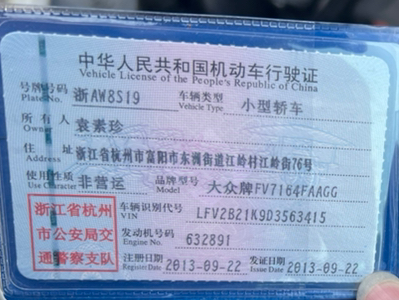 中华人民共和国机动车行驶证
Vehicle License of the People's Republic of China
号牌号码 浙AW8S19 车辆类型 小型轿车
Plate No. Vehicle Type
所有人 袁素珍
Owner
住址 浙江省杭州市富阳市东洲街道江岭村江岭街76号
Address
使用性质 非营运 品牌型号 大众牌FV7164FAAGG
Use Character Model
浙江省杭州市公安局交通警察支队
车辆识别代号 LFV2B21K9D3563415
VIN
发动机号码 632891
Engine No.
注册日期 2013-09-22 发证日期 2013-09-22
Register Date Issue Date